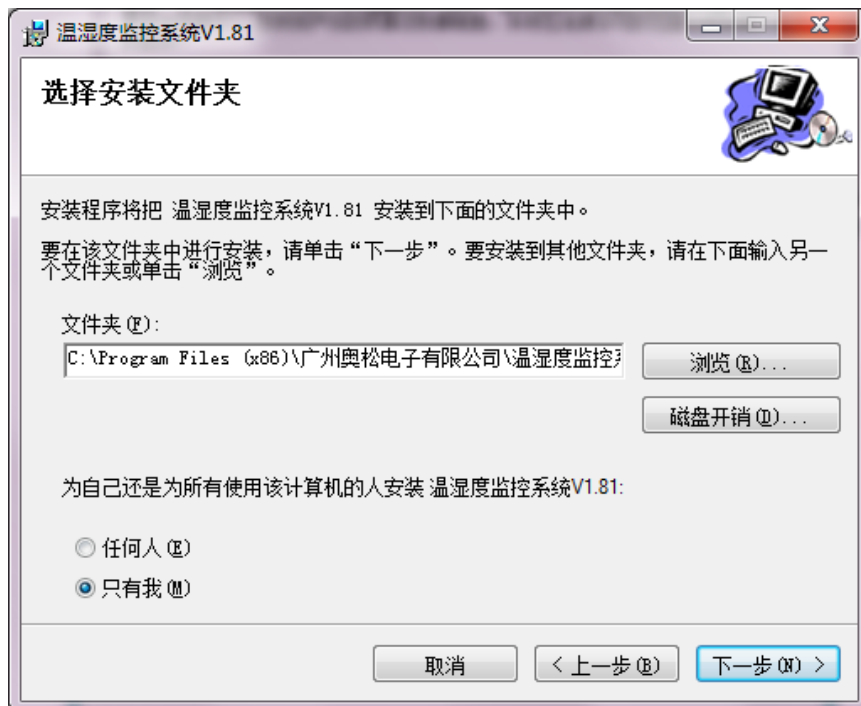 温湿度监控系统V1.81
选择安装文件夹
安装程序将把 温湿度监控系统V1.81 安装到下面的文件夹中。
要在该文件夹中进行安装，请单击“下一步”。要安装到其他文件夹，请在下面输入另一
个文件夹或单击“浏览”。
文件夹(F):
C:\Program Files (x86)\广州奥松电子有限公司\温湿度监控
浏览(R)...
磁盘开销(D)...
为自己还是为所有使用该计算机的人安装 温湿度监控系统V1.81:
任何人(E)
只有我(M)
取消
< 上一步(B)
下一步(N) >